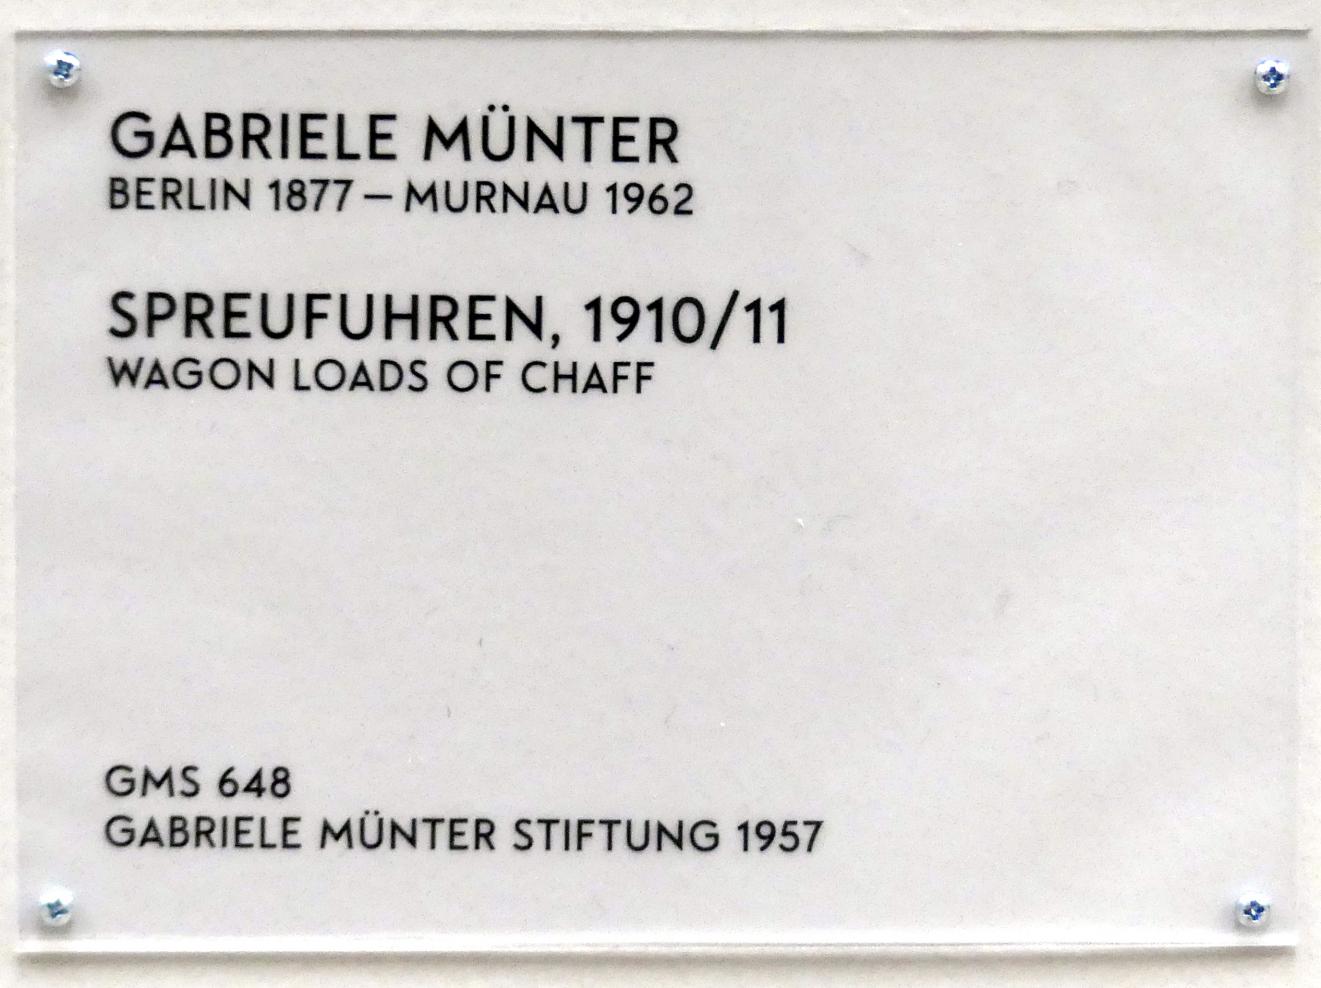 GABRIELE MÜNTER
BERLIN 1877 – MURNAU 1962
SPREUFUHREN, 1910/11
WAGON LOADS OF CHAFF
GMS 648
GABRIELE MÜNTER STIFTUNG 1957